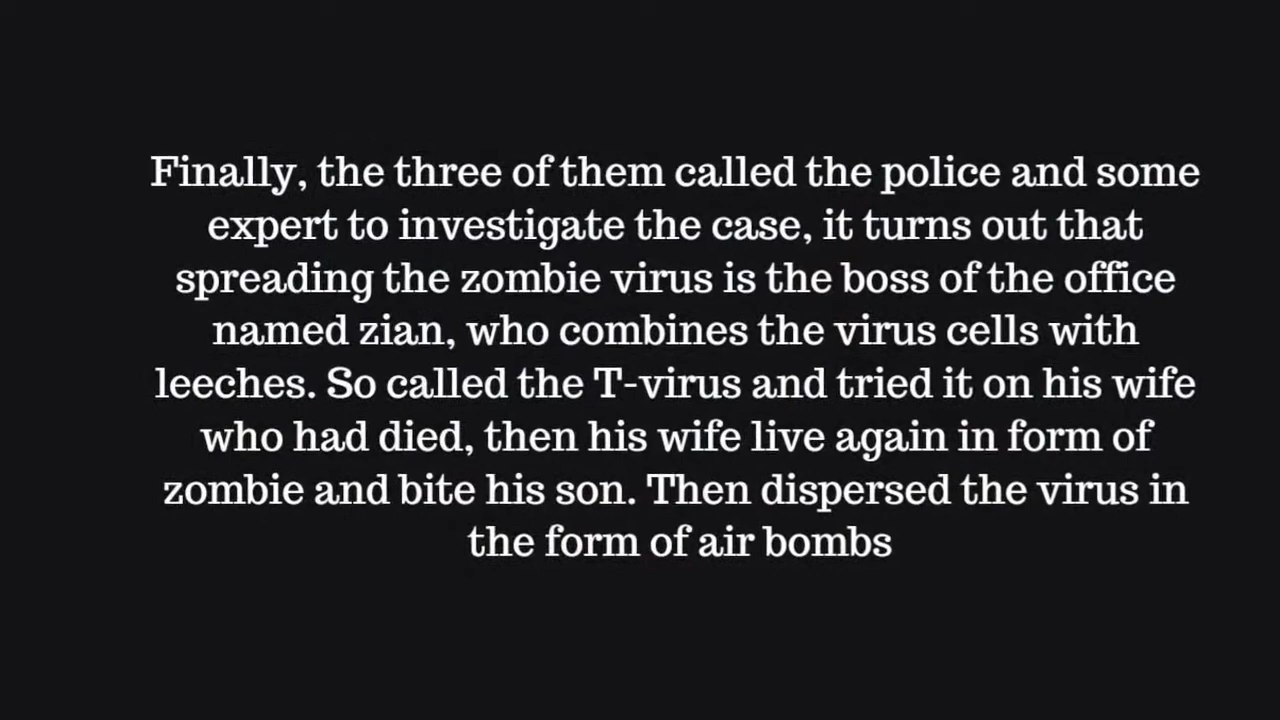 Finally, the three of them called the police and some
expert to investigate the case, it turns out that
spreading the zombie virus is the boss of the office
named zian, who combines the virus cells with
leeches. So called the T-virus and tried it on his wife
who had died, then his wife live again in form of
zombie and bite his son. Then dispersed the virus in
the form of air bombs